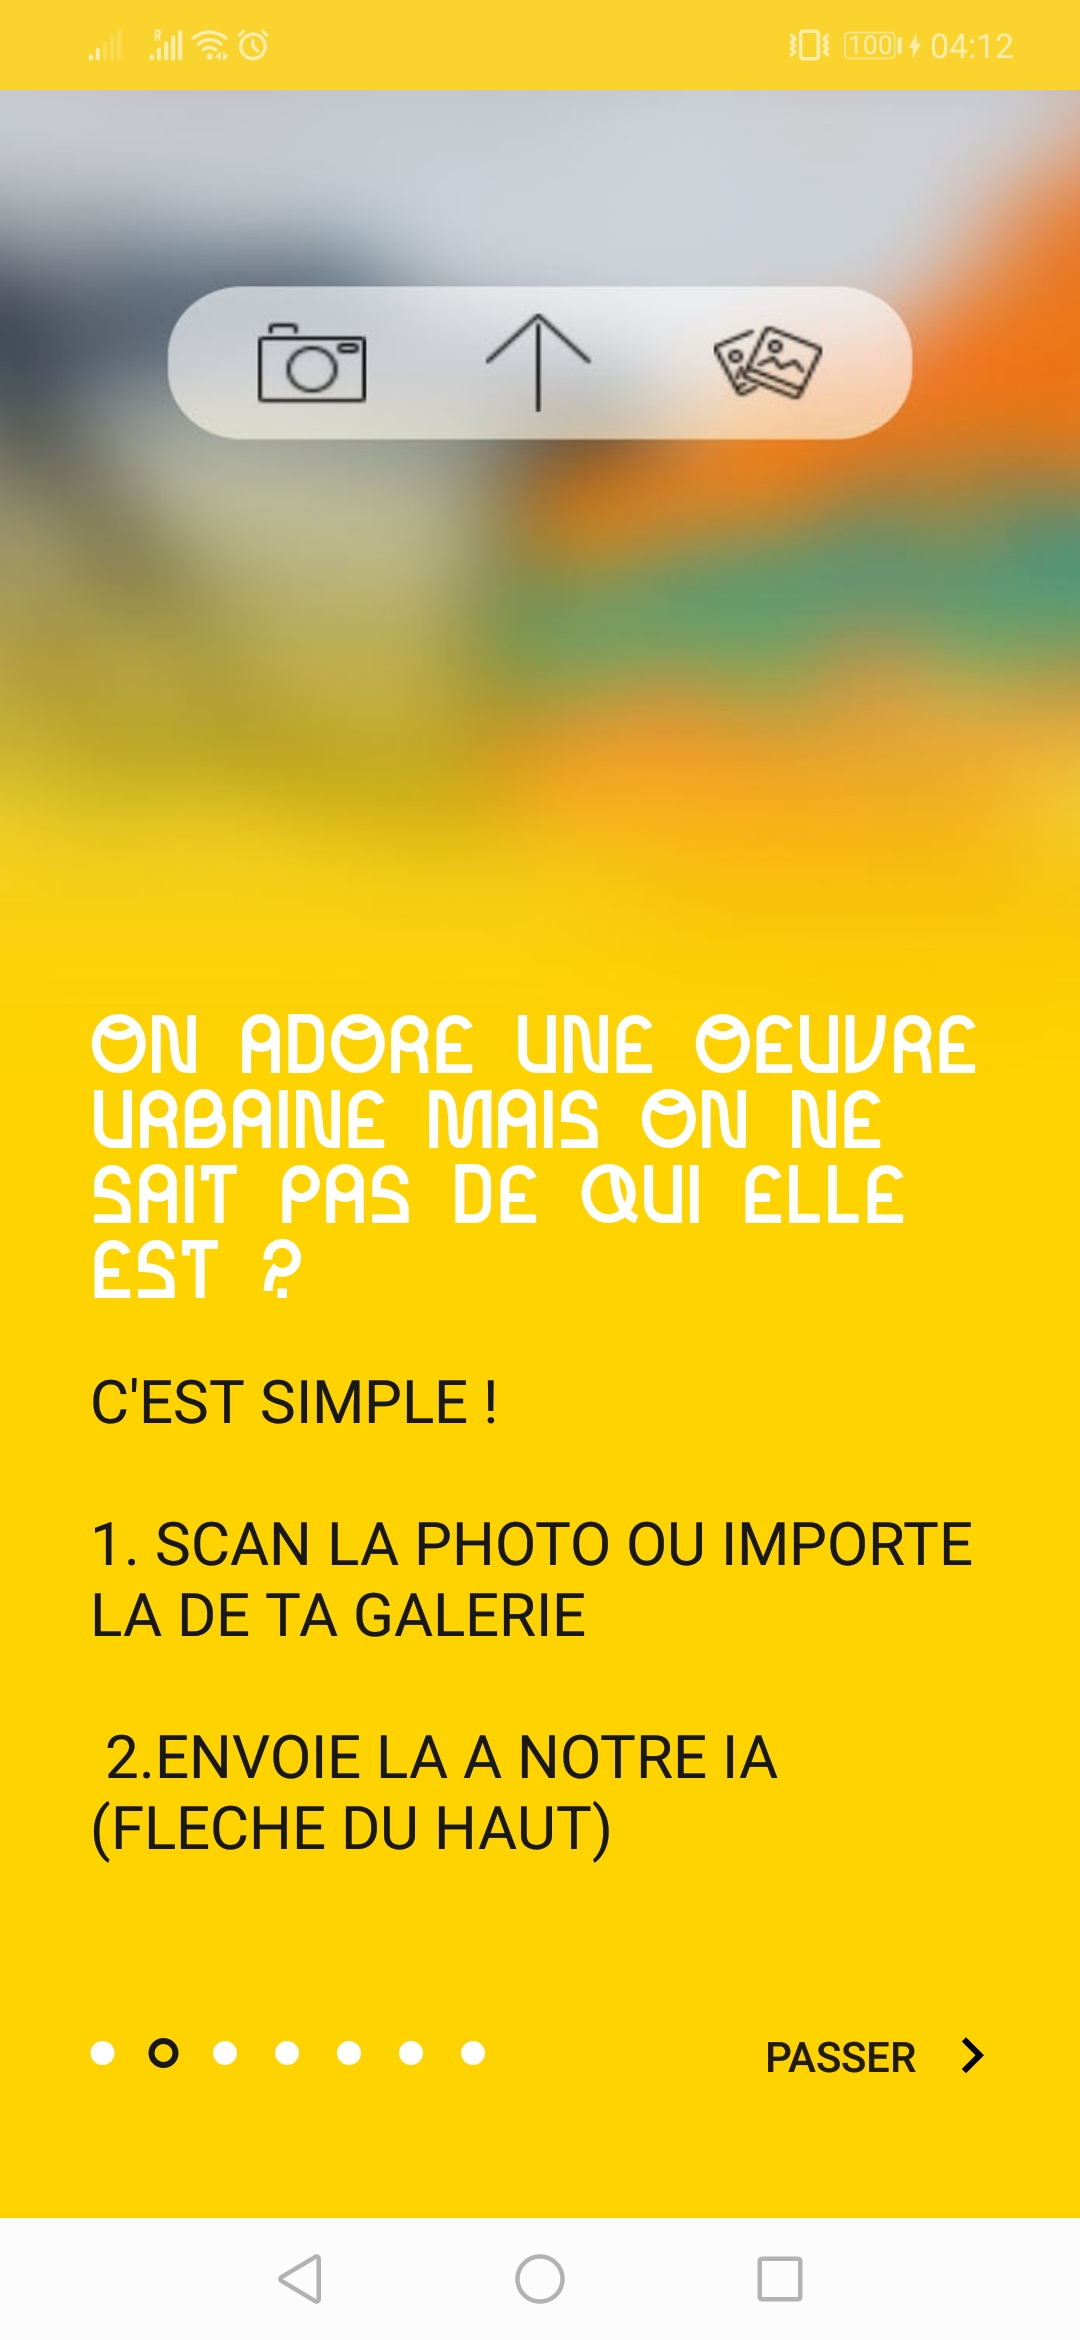 R
100 04:12
ON ADORE UNE OEUVRE
URBAINE MAIS ON NE
SAIT PAS DE QUI ELLE
EST ?
C'EST SIMPLE !
1. SCAN LA PHOTO OU IMPORTE
LA DE TA GALERIE
2.ENVOIE LA A NOTRE IA
(FLECHE DU HAUT)
PASSER